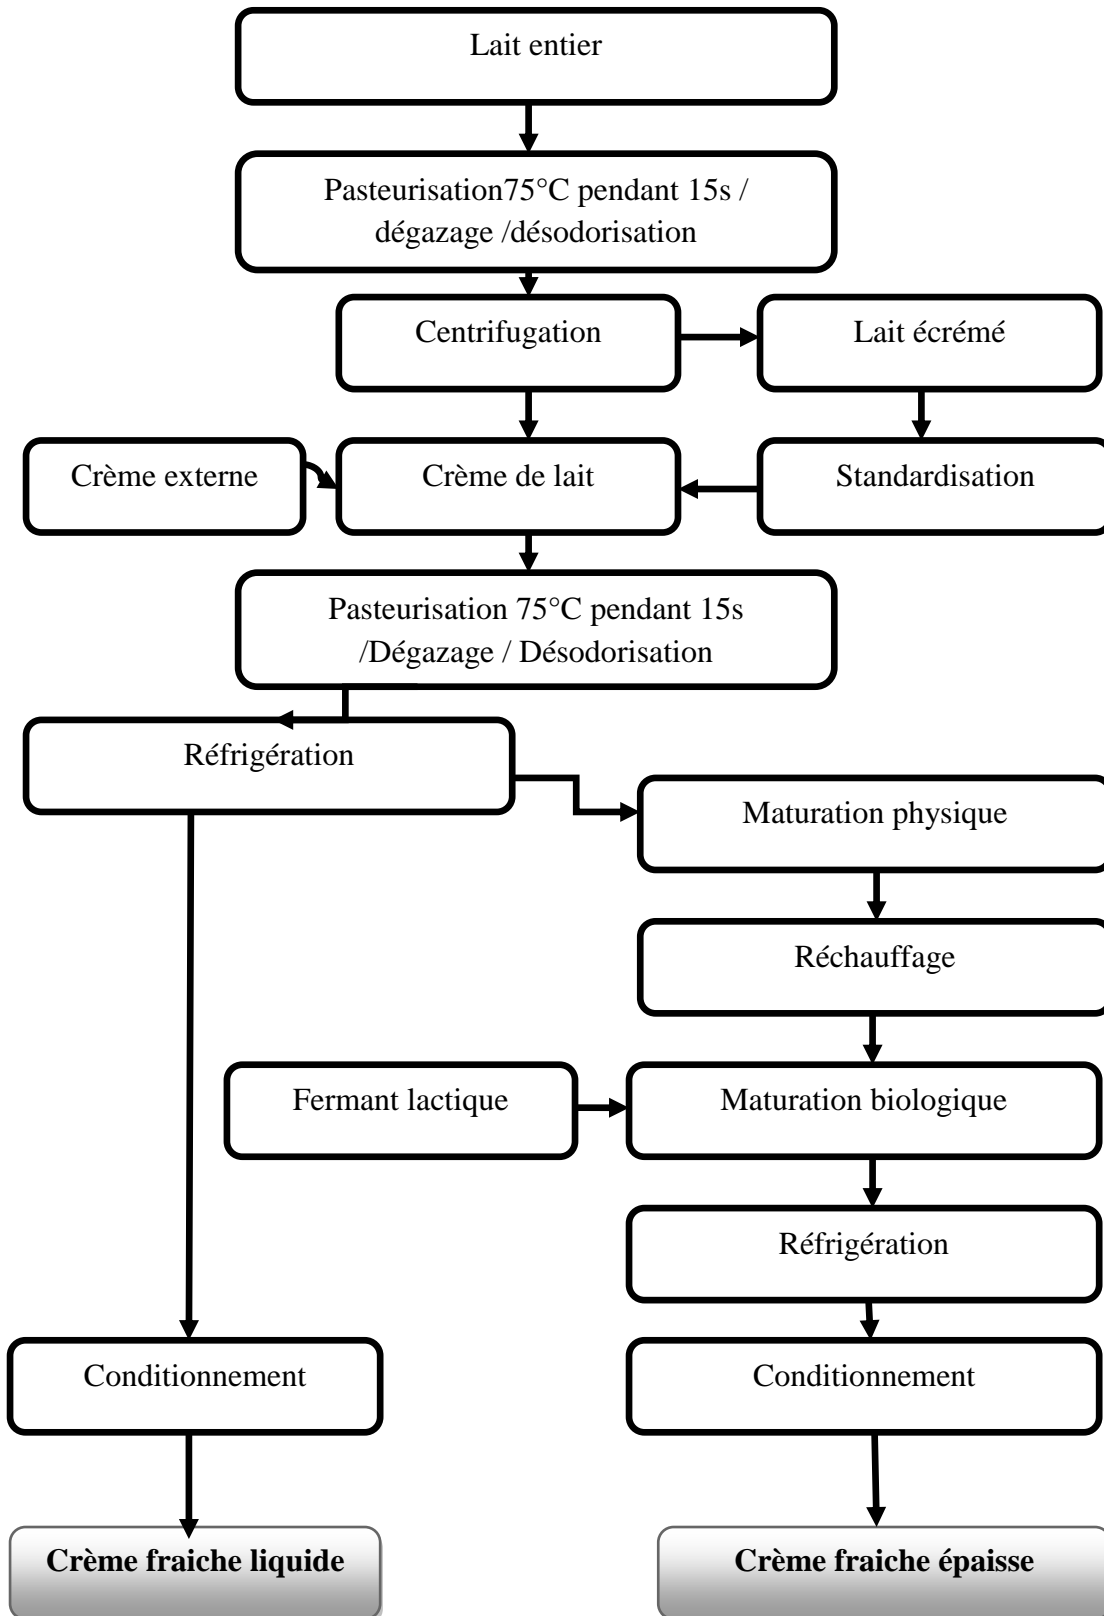 Lait entier
Pasteurisation75°C pendant 15s /
dégazage /désodorisation
Centrifugation
Lait écrémé
Crème externe
Crème de lait
Standardisation
Pasteurisation 75°C pendant 15s
/Dégazage / Désodorisation
Réfrigération
Maturation physique
Réchauffage
Fermant lactique
Maturation biologique
Réfrigération
Conditionnement
Conditionnement
Crème fraiche liquide
Crème fraiche épaisse